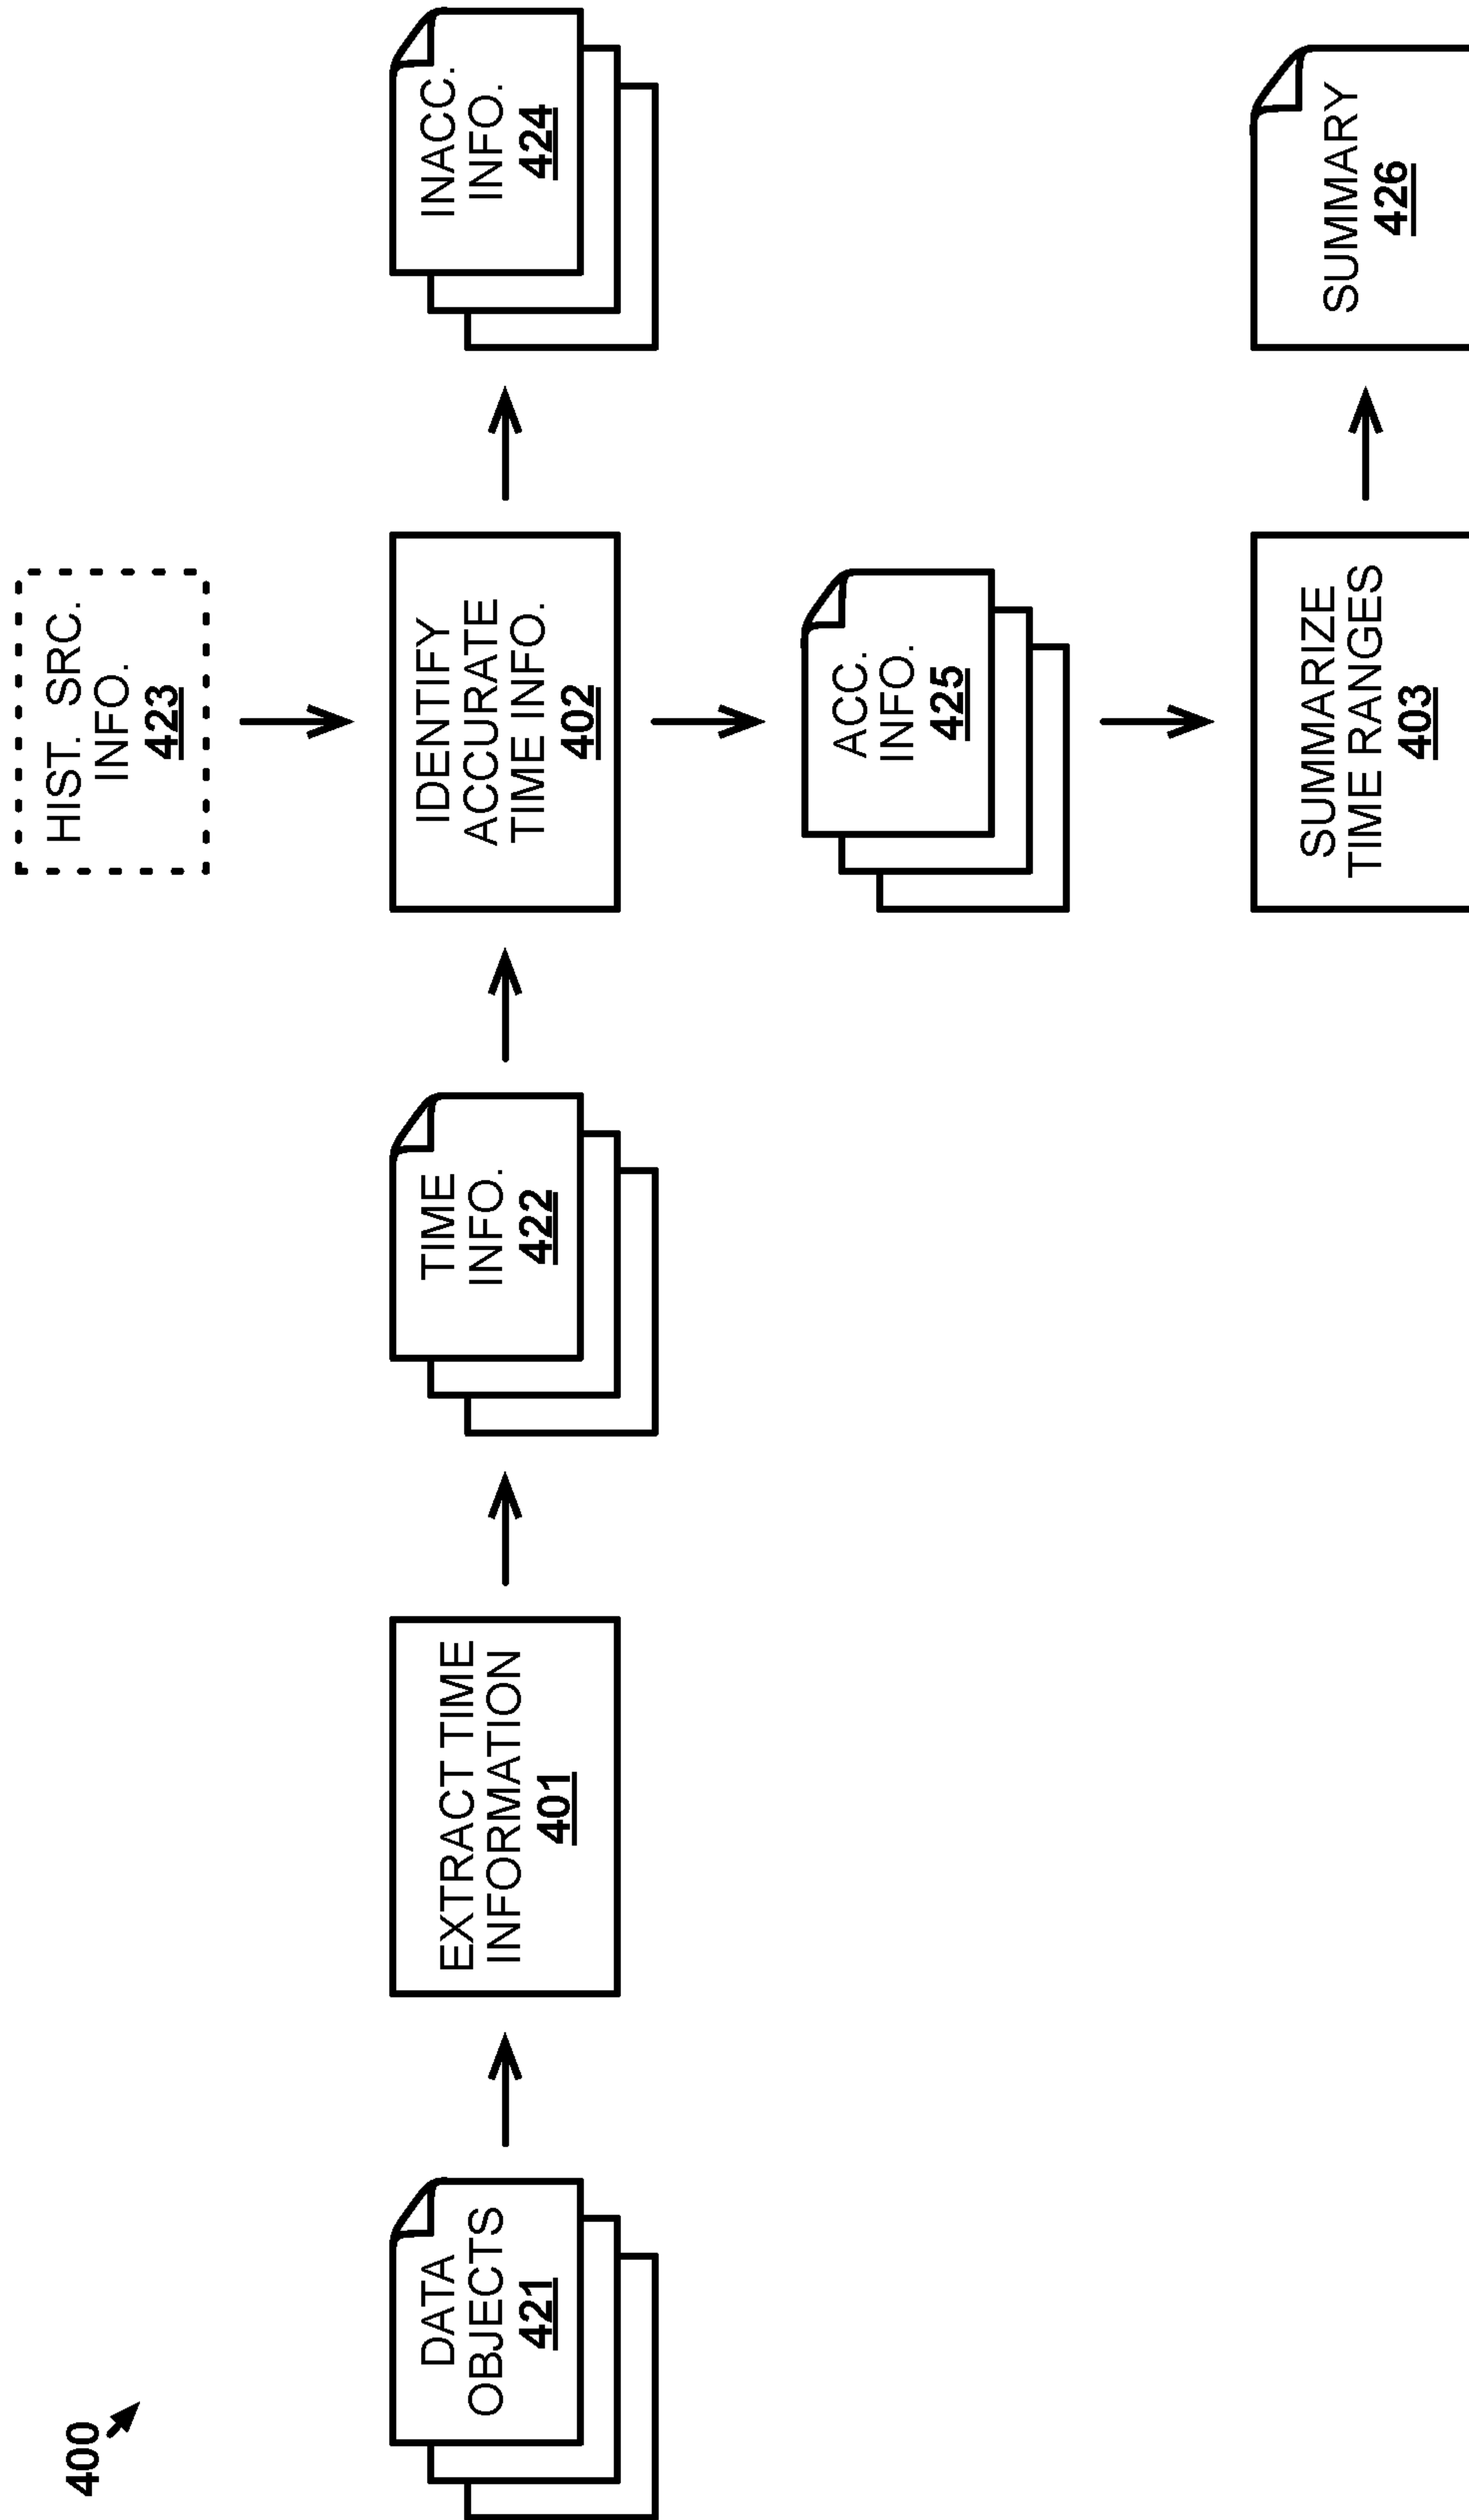 400
HIST. SRC.
INFO.
423
DATA
OBJECTS
421
EXTRACT TIME
INFORMATION
401
TIME
INFO.
422
IDENTIFY
ACCURATE
TIME INFO.
402
INACC.
INFO.
424
ACC.
INFO.
425
SUMMARIZE
TIME RANGES
403
SUMMARY
426